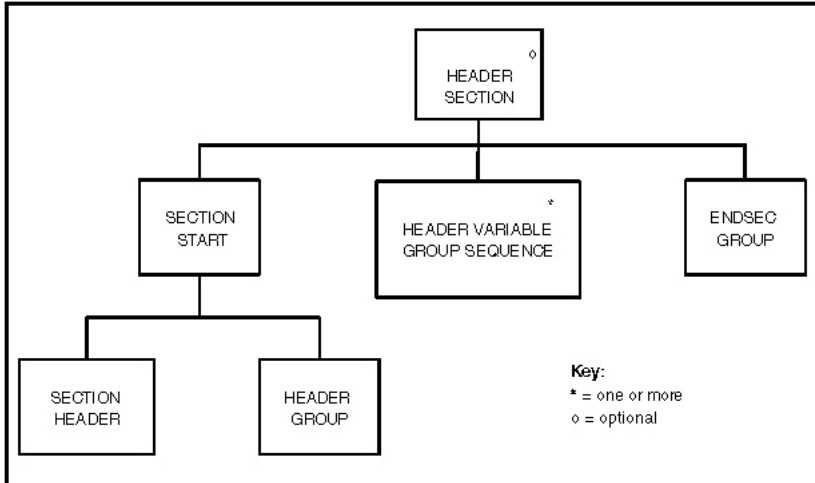 o
HEADER
SECTION
SECTION
START
*
HEADER VARIABLE
GROUP SEQUENCE
ENDSEC
GROUP
SECTION
HEADER
HEADER
GROUP
Key:
* = one or more
o = optional